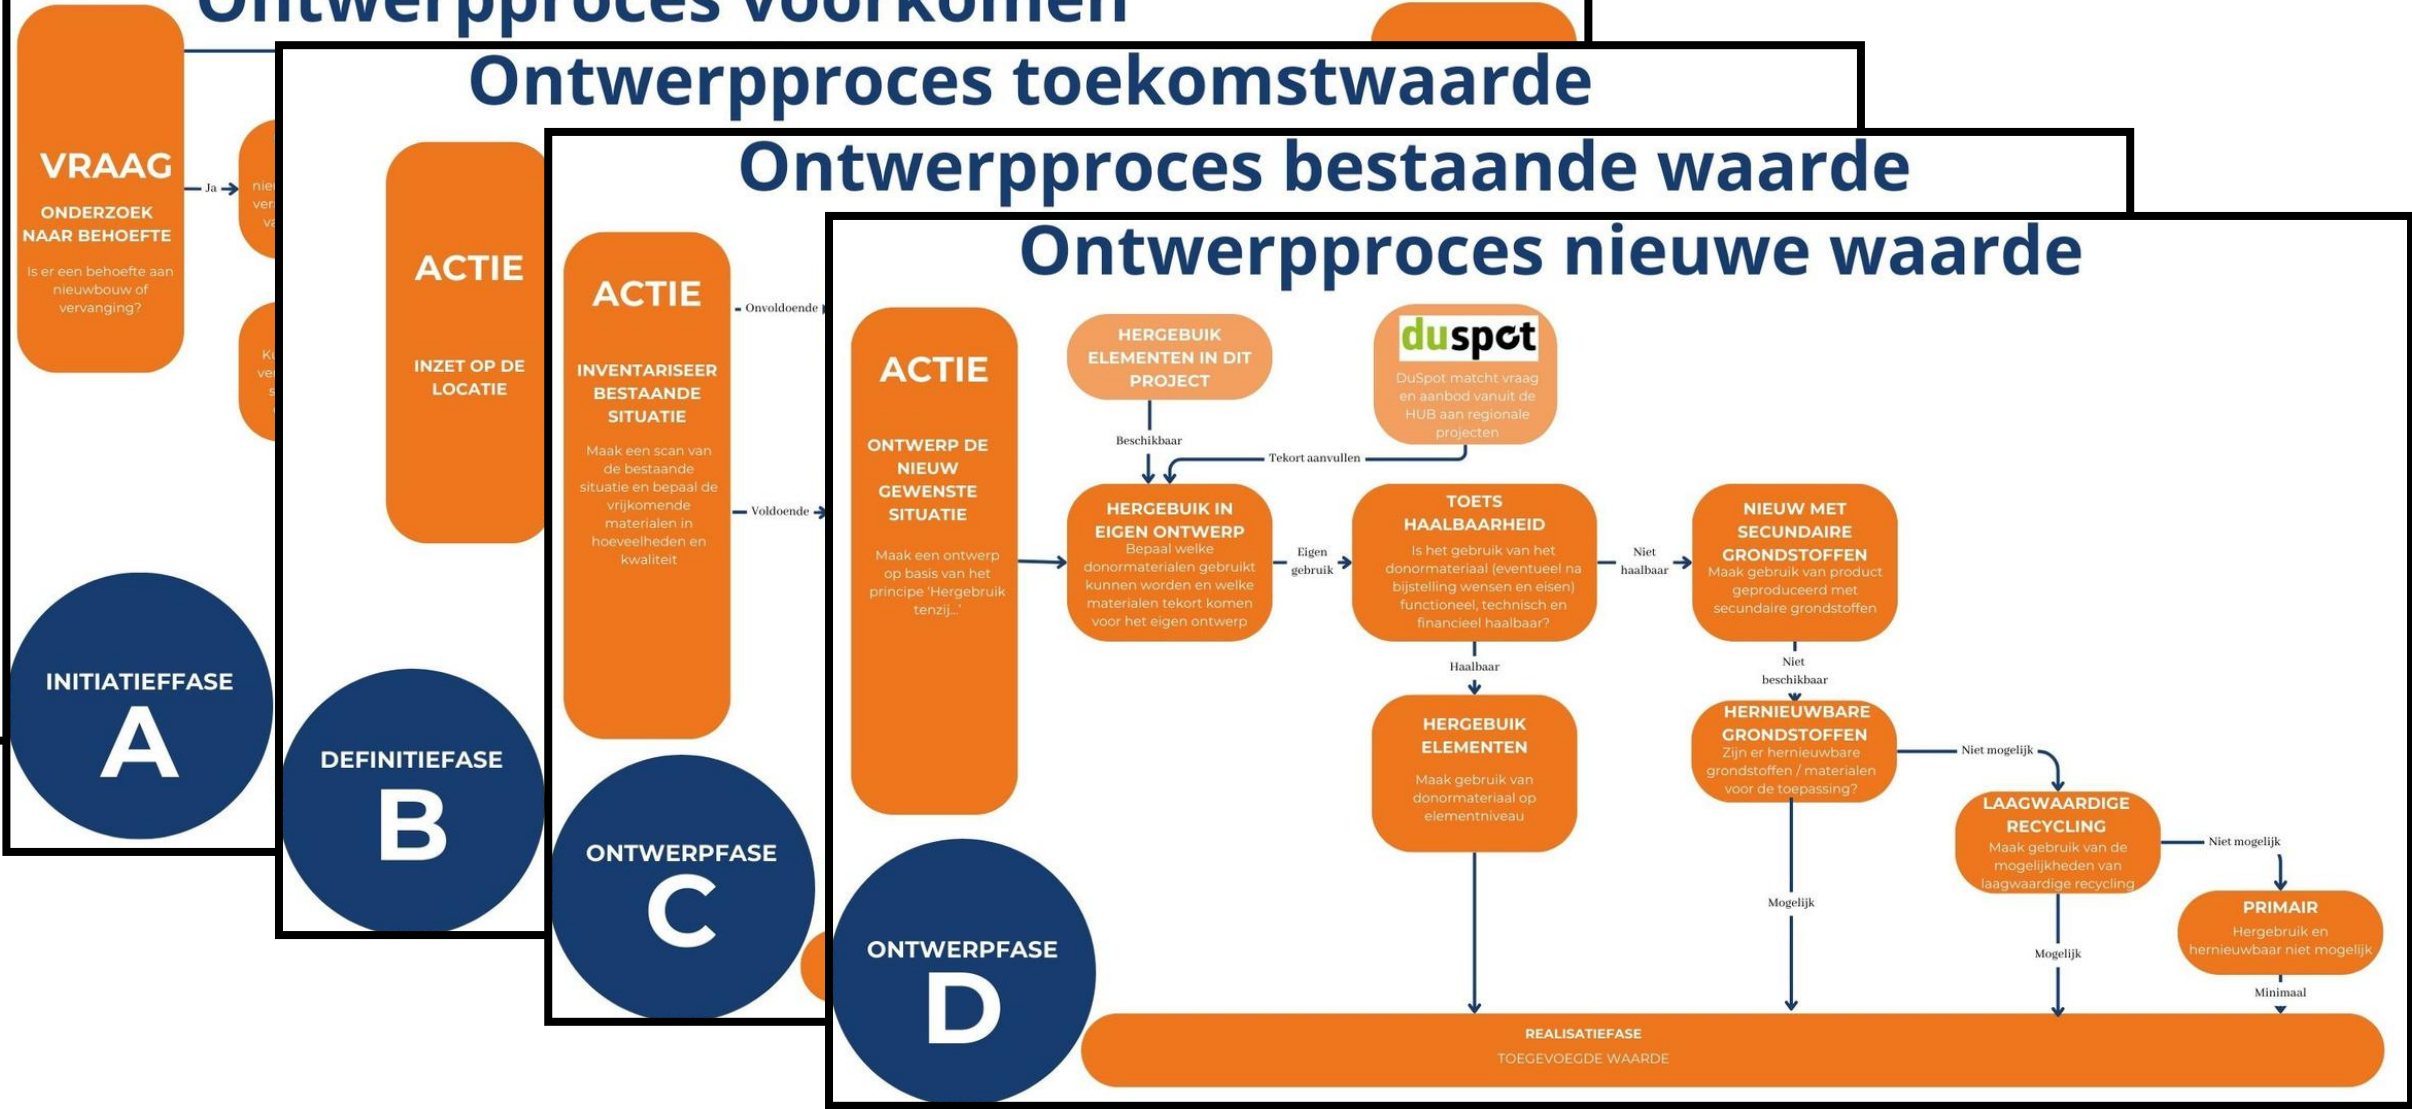 Ontwerpproces voorkomen
VRAAG
ONDERZOEK
NAAR BEHOEFTE
Is er een behoefte aan
nieuwbouw of
vervanging?
Ja
INITIATIEFFASE
A
Ontwerpproces toekomstwaarde
ACTIE
INZET OP DE
LOCATIE
DEFINITIEFASE
B
Ontwerpproces bestaande waarde
ACTIE
INVENTARISEER
BESTAANDE
SITUATIE
Maak een scan van
de bestaande
situatie en bepaal de
vrijkomende
materialen in
hoeveelheden en
kwaliteit
Onvoldoende
Voldoende
ONTWERPFASE
C
Ontwerpproces nieuwe waarde
ACTIE
ONTWERP DE
NIEUW
GEWENSTE
SITUATIE
Maak een ontwerp
op basis van het
principe 'Hergebruik
tenzij...'
HERGEBUIK
ELEMENTEN IN DIT
PROJECT
Beschikbaar
duspot
DuSpot matcht vraag
en aanbod vanuit de
HUB aan regionale
projecten
Tekort aanvullen
HERGEBUIK IN
EIGEN ONTWERP
Bepaal welke
donormaterialen gebruikt
kunnen worden en welke
materialen tekort komen
voor het eigen ontwerp
Eigen
gebruik
TOETS
HAALBAARHEID
Is het gebruik van het
donormateriaal (eventueel na
bijstelling wensen en eisen)
functioneel, technisch en
financieel haalbaar?
Niet
haalbaar
NIEUW MET
SECUNDAIRE
GRONDSTOFFEN
Maak gebruik van product
geproduceerd met
secundaire grondstoffen
Haalbaar
Niet
beschikbaar
HERGEBUIK
ELEMENTEN
Maak gebruik van
donormateriaal op
elementniveau
HERNIEUWBARE
GRONDSTOFFEN
Zijn er hernieuwbare
grondstoffen / materialen
voor de toepassing?
Niet mogelijk
LAAGWAARDIGE
RECYCLING
Maak gebruik van de
mogelijkheden van
laagwaardige recycling
Niet mogelijk
PRIMAIR
Hergebruik en
hernieuwbaar niet mogelijk
Mogelijk
Mogelijk
Minimaal
ONTWERPFASE
D
REALISATIEFASE
TOEGEVOEGDE WAARDE